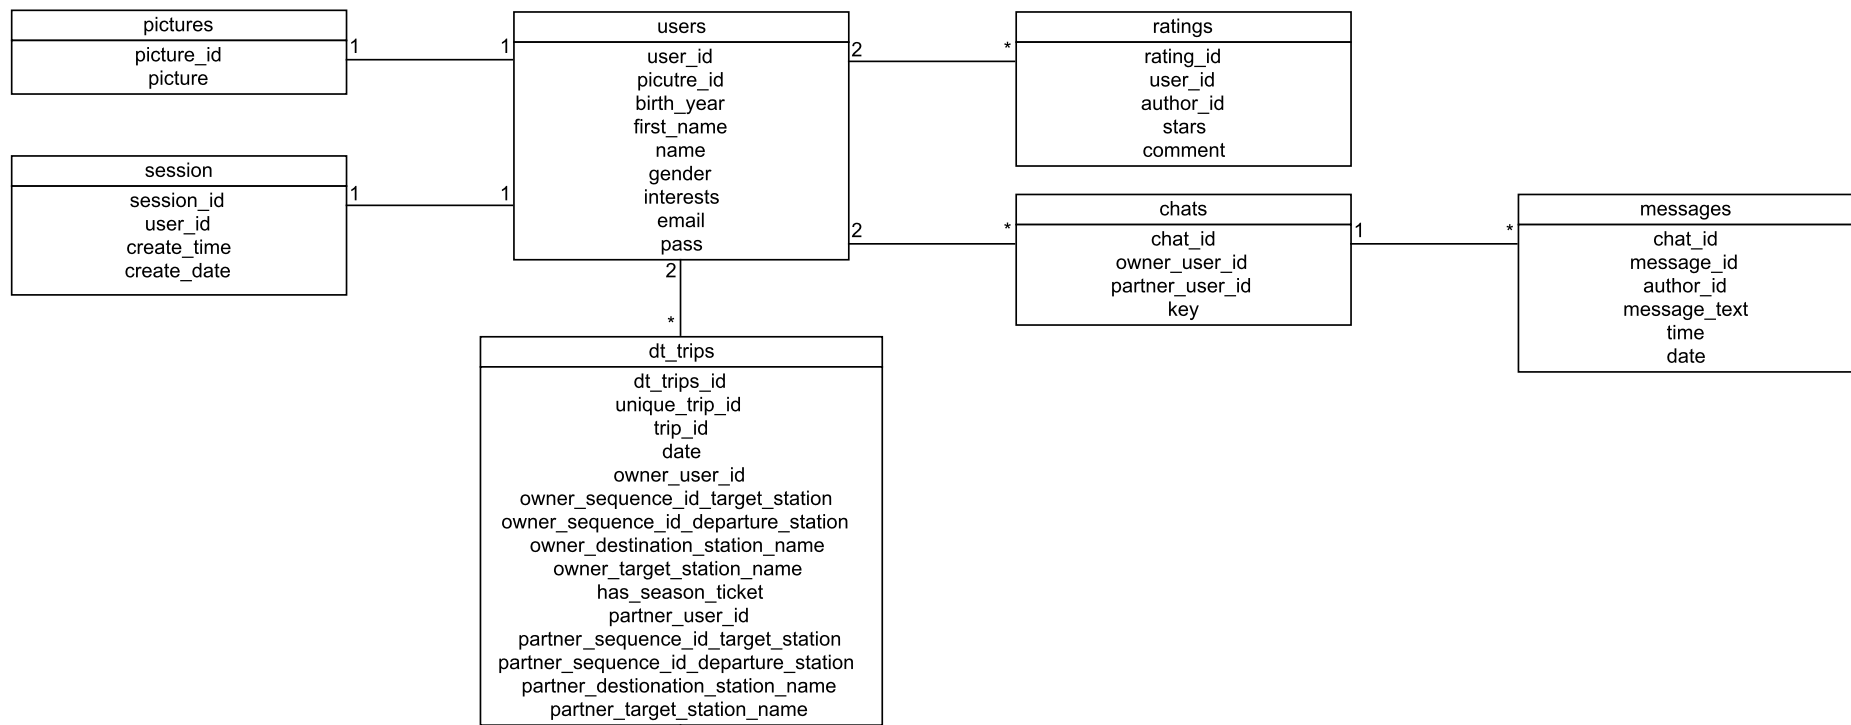 pictures
picture_id
picture
1
1
users
user_id
picutre_id
birth_year
first_name
name
gender
interests
email
pass
2
*
ratings
rating_id
user_id
author_id
stars
comment
session
session_id
user_id
create_time
create_date
1
1
2
*
chats
chat_id
owner_user_id
partner_user_id
key
1
*
messages
chat_id
message_id
author_id
message_text
time
date
2
*
dt_trips
dt_trips_id
unique_trip_id
trip_id
date
owner_user_id
owner_sequence_id_target_station
owner_sequence_id_departure_station
owner_destination_station_name
owner_target_station_name
has_season_ticket
partner_user_id
partner_sequence_id_target_station
partner_sequence_id_departure_station
partner_destionation_station_name
partner_target_station_name